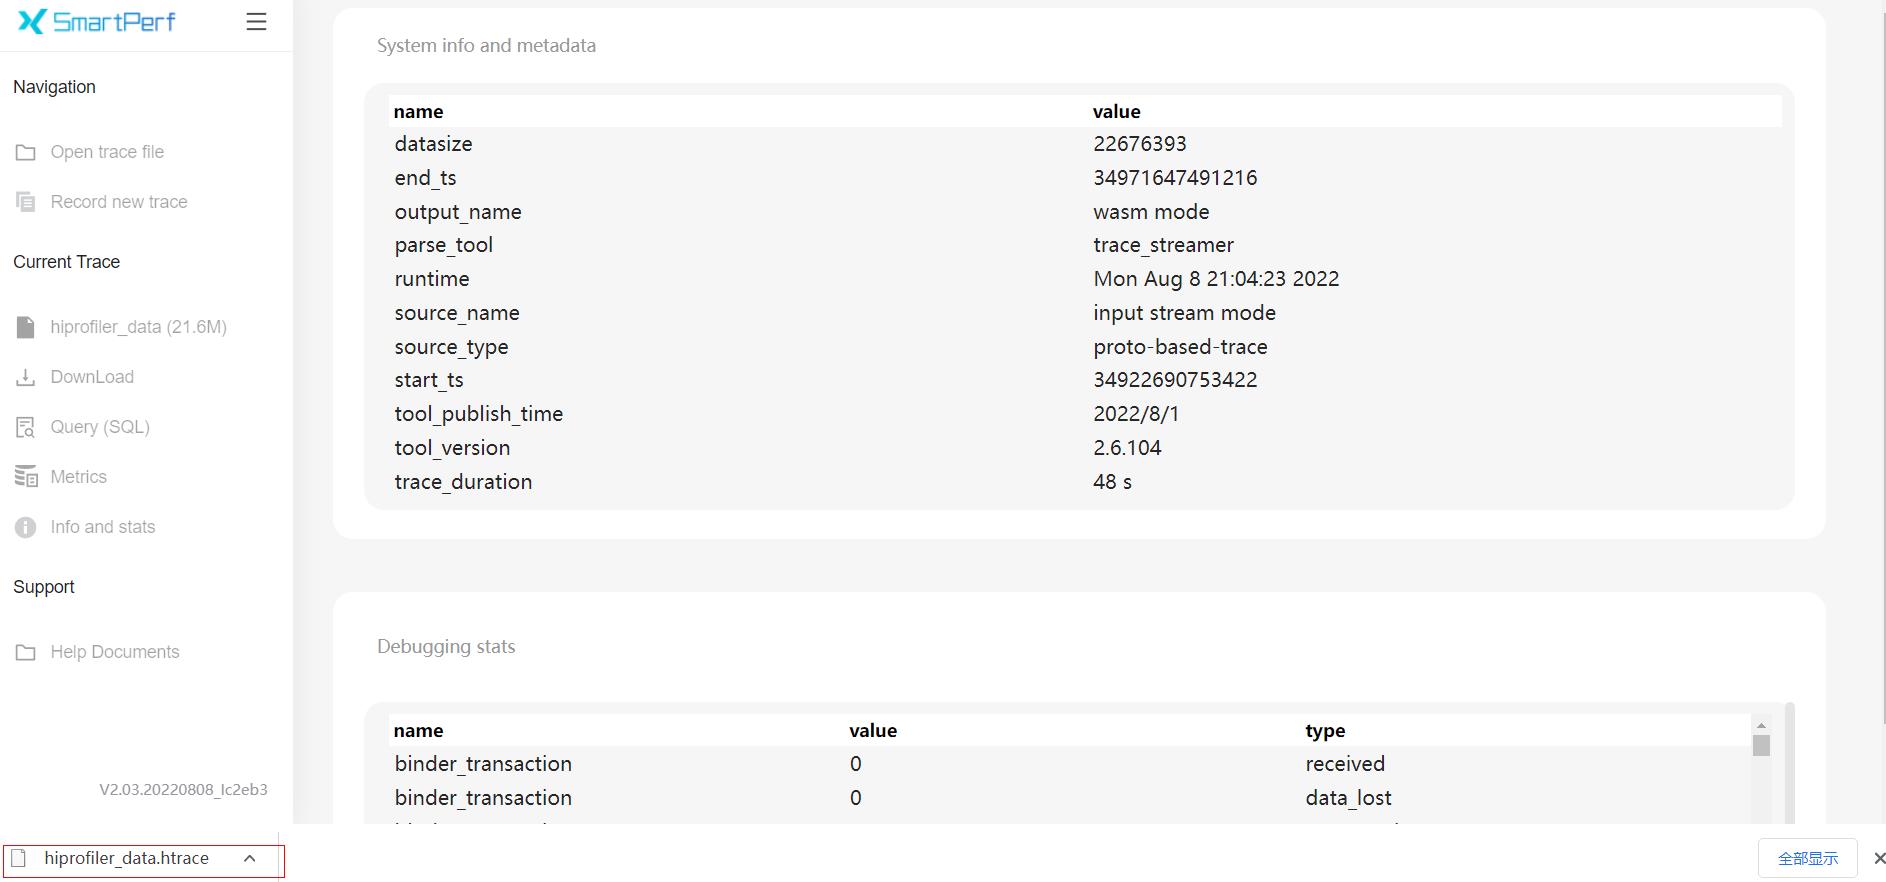 SmartPerf
Navigation
Open trace file
Record new trace
Current Trace
hiprofiler_data (21.6M)
DownLoad
Query (SQL)
Metrics
Info and stats
Support
Help Documents
V2.03.20220808_lc2eb3
System info and metadata
name value
datasize 22676393
end_ts 34971647491216
output_name wasm mode
parse_tool trace_streamer
runtime Mon Aug 8 21:04:23 2022
source_name input stream mode
source_type proto-based-trace
start_ts 34922690753422
tool_publish_time 2022/8/1
tool_version 2.6.104
trace_duration 48 s
Debugging stats
name value type
binder_transaction 0 received
binder_transaction 0 data_lost
hiprofiler_data.htrace
全部显示